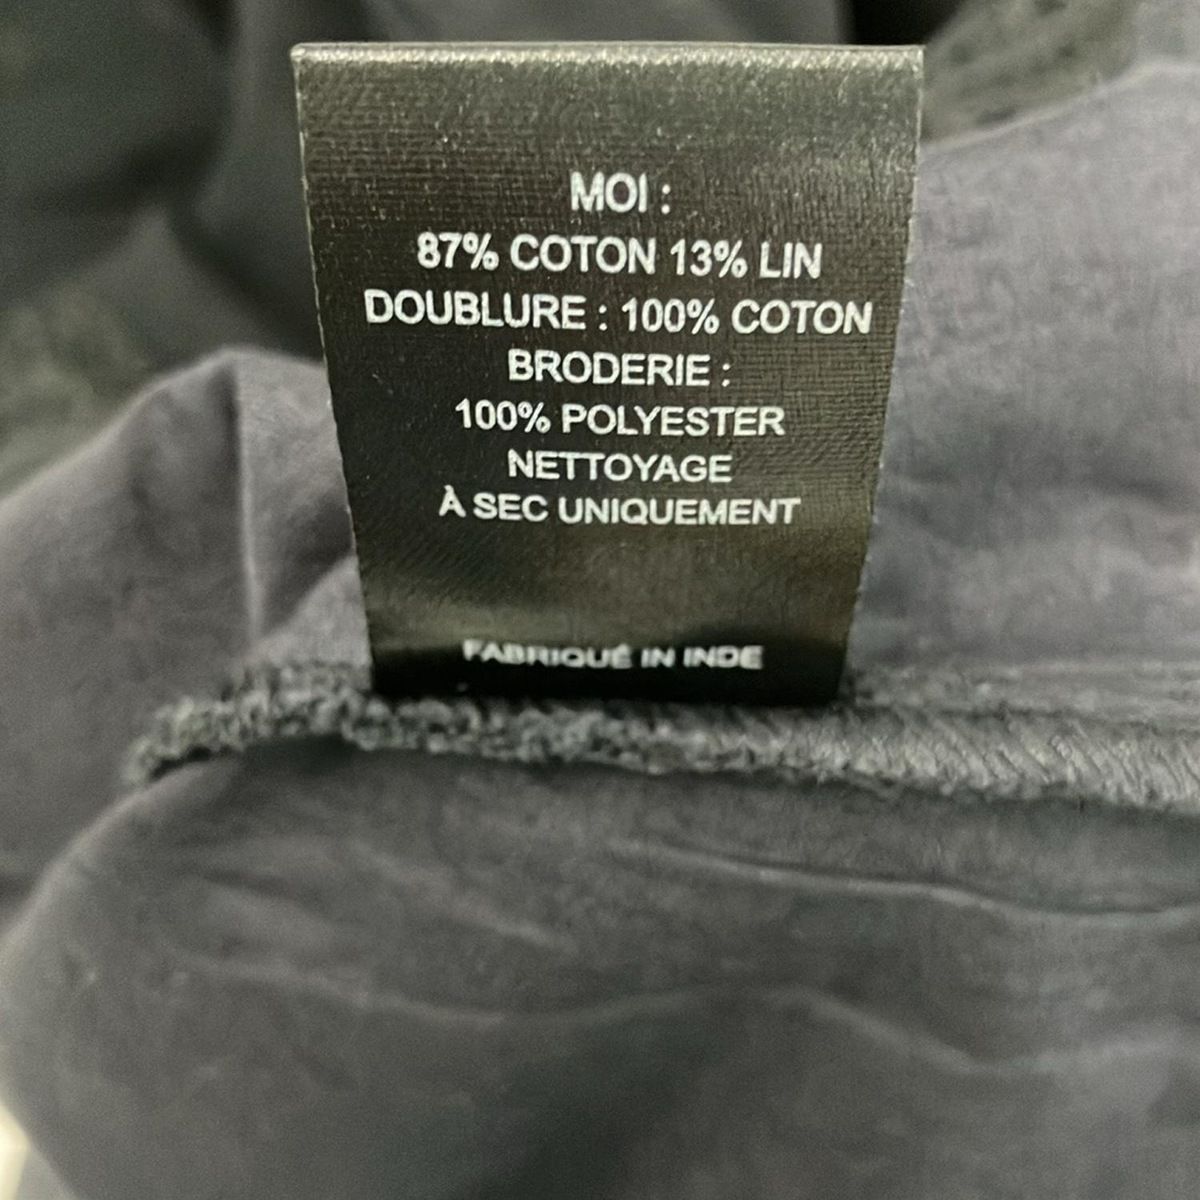 MOI :
87% COTON 13% LIN
DOUBLURE : 100% COTON
BRODERIE :
100% POLYESTER
NETTOYAGE
À SEC UNIQUEMENT
FABRIQUÉ IN INDE